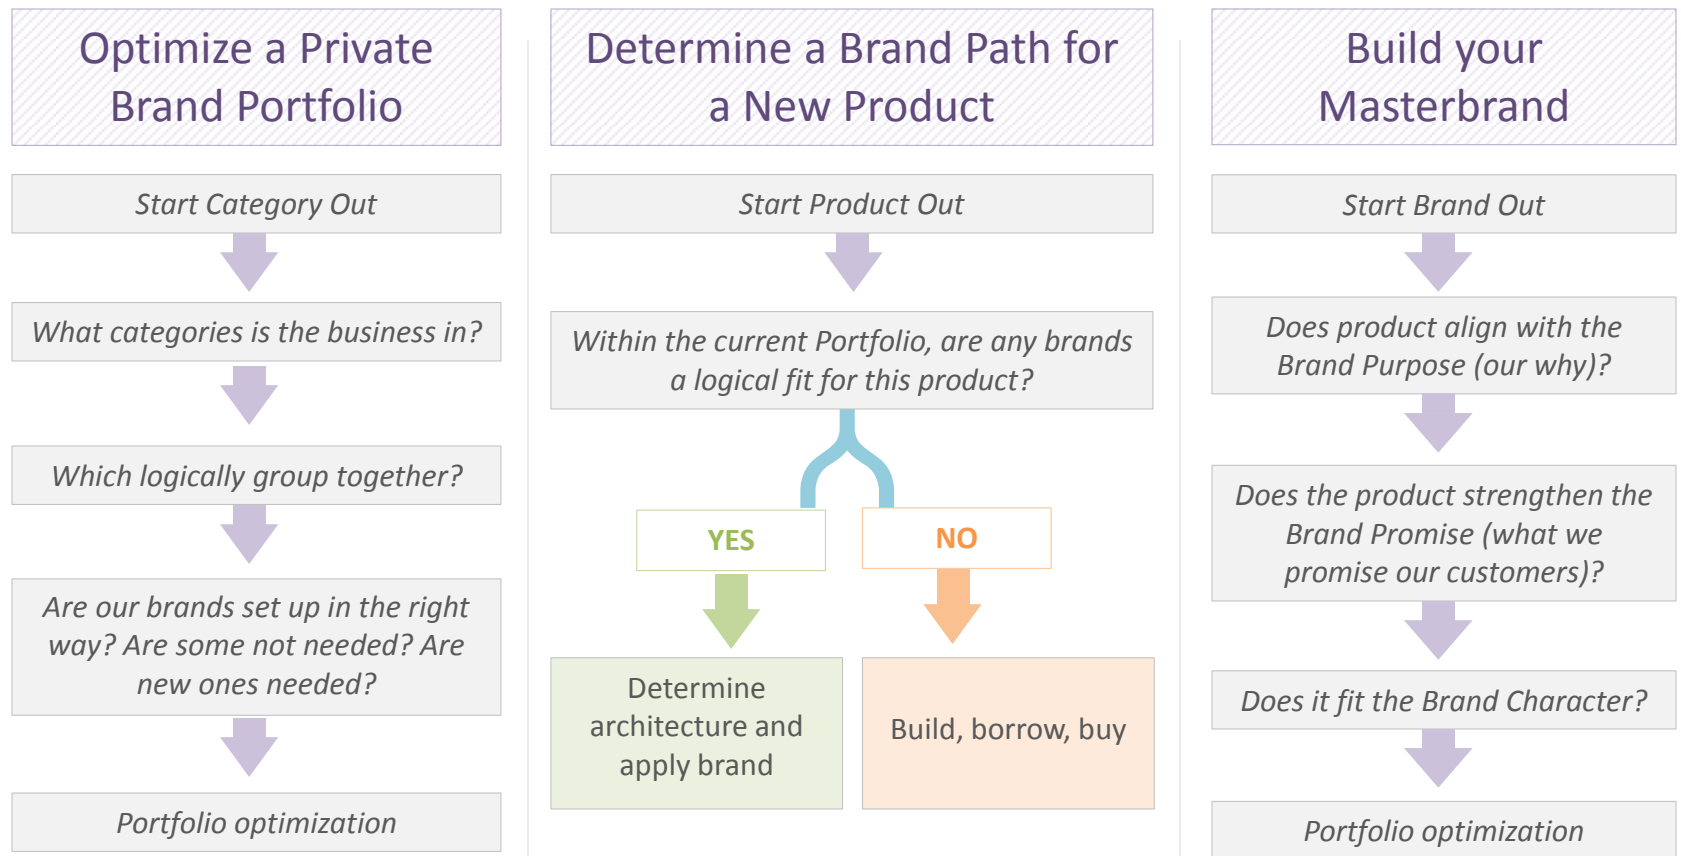 Optimize a Private
Brand Portfolio
Start Category Out
What categories is the business in?
Which logically group together?
Are our brands set up in the right
way? Are some not needed? Are
new ones needed?
Portfolio optimization
Determine a Brand Path for
a New Product
Start Product Out
Within the current Portfolio, are any brands
a logical fit for this product?
YES
NO
Determine
architecture and
apply brand
Build, borrow, buy
Build your
Masterbrand
Start Brand Out
Does product align with the
Brand Purpose (our why)?
Does the product strengthen the
Brand Promise (what we
promise our customers)?
Does it fit the Brand Character?
Portfolio optimization